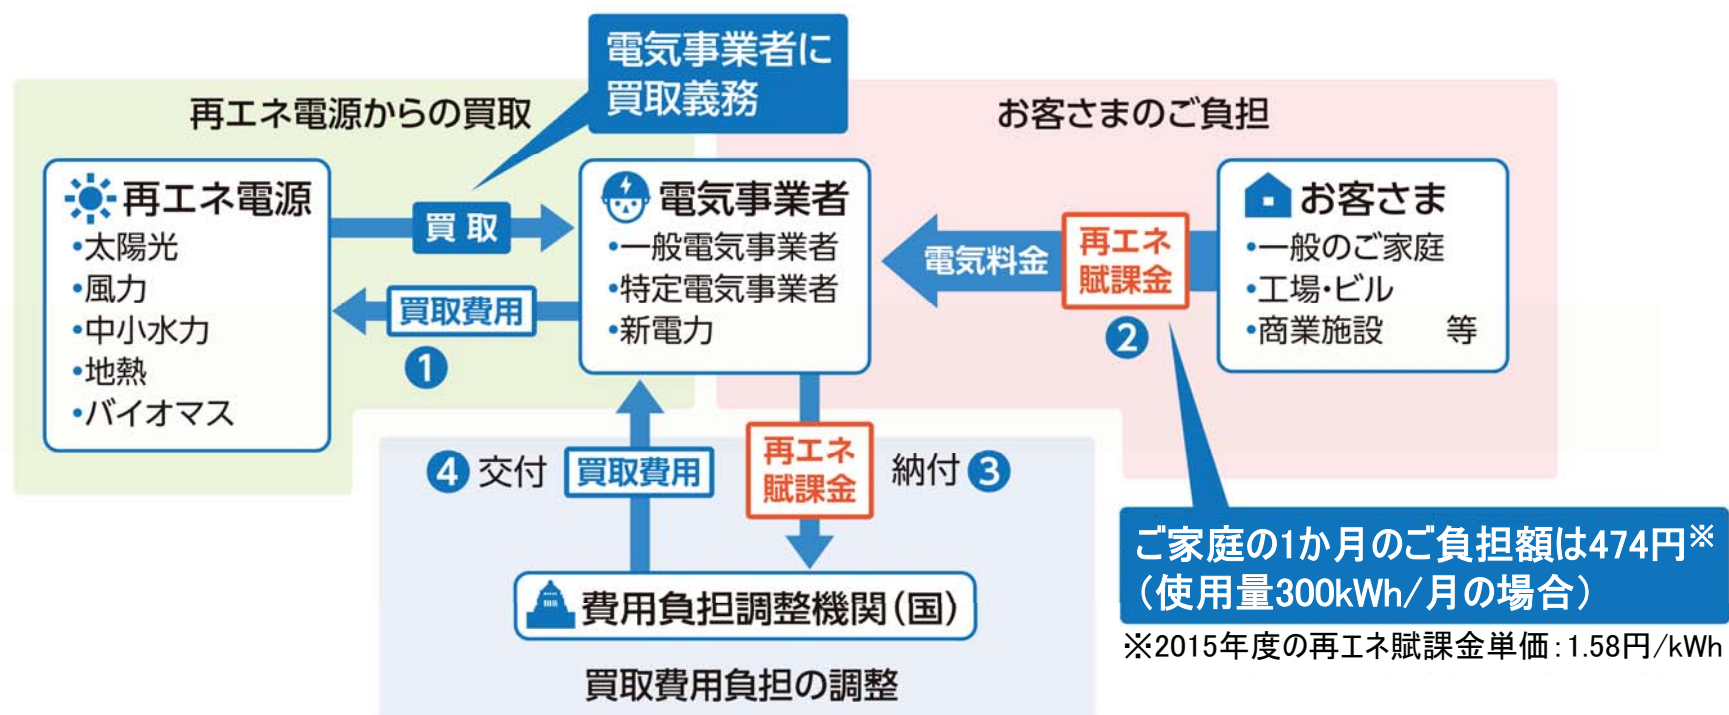 電気事業者に
買取義務
再エネ電源からの買取
お客さまのご負担
再エネ電源
•太陽光
•風力
•中小水力
•地熱
•バイオマス
買取
買取費用
❶
電気事業者
•一般電気事業者
•特定電気事業者
•新電力
電気料金
再エネ
賦課金
❷
お客さま
•一般のご家庭
•工場・ビル
•商業施設 等
❹ 交付
買取費用
再エネ
賦課金
納付 ❸
費用負担調整機関(国)
買取費用負担の調整
ご家庭の1か月のご負担額は474円※
(使用量300kWh/月の場合)
※2015年度の再エネ賦課金単価:1.58円/kWh